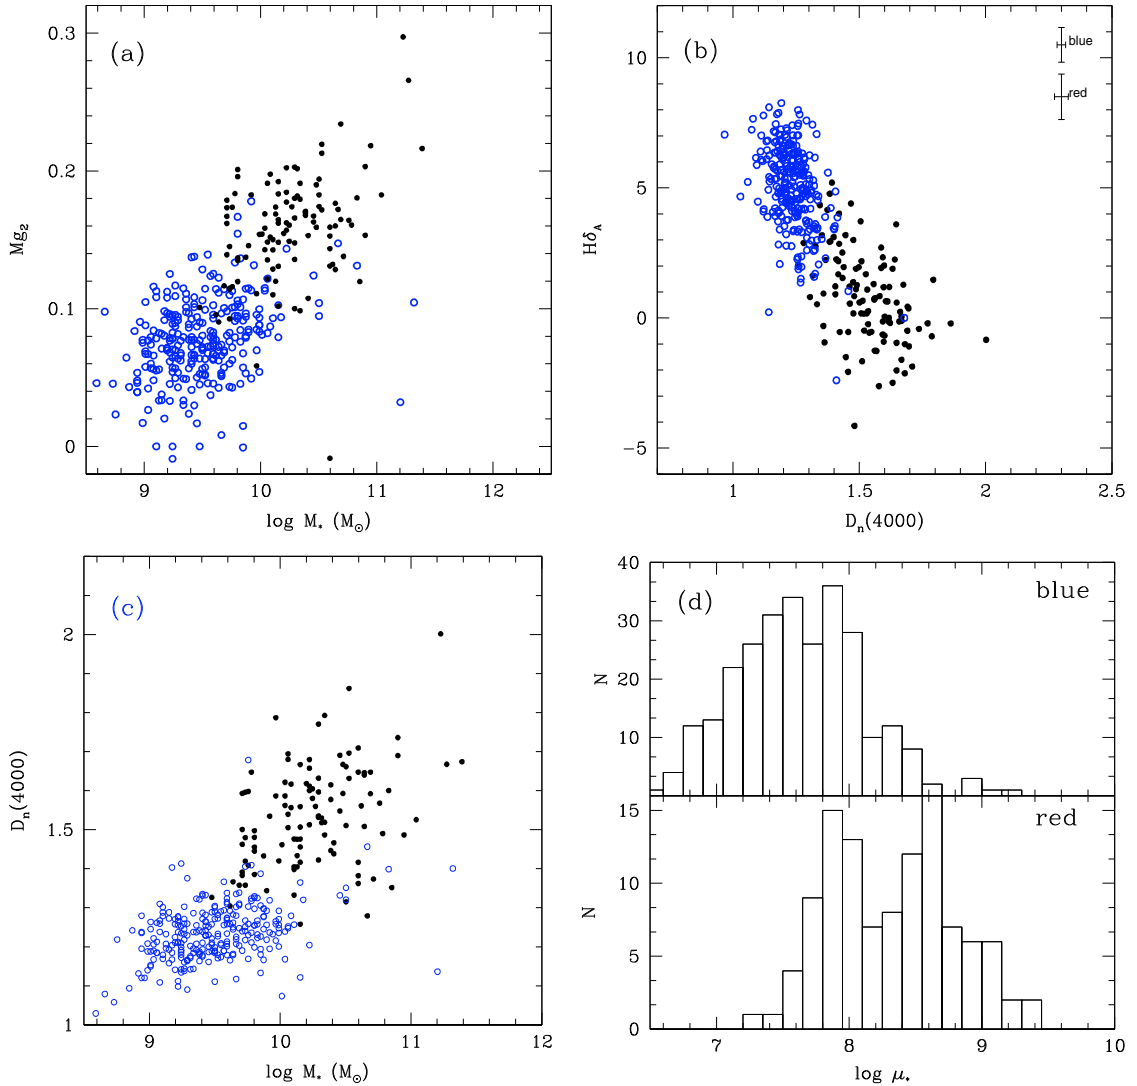 (a)
0.3
0.2
0.1
0
Mg₂
9 10 11 12
log M* (M⊙)
(b)
blue
red
10
5
0
−5
HδA
1 1.5 2 2.5
Dn(4000)
(c)
2
1.5
1
Dn(4000)
9 10 11 12
log M* (M⊙)
(d)
blue
40
30
20
10
N
red
15
10
5
0
N
7 8 9 10
log μ*